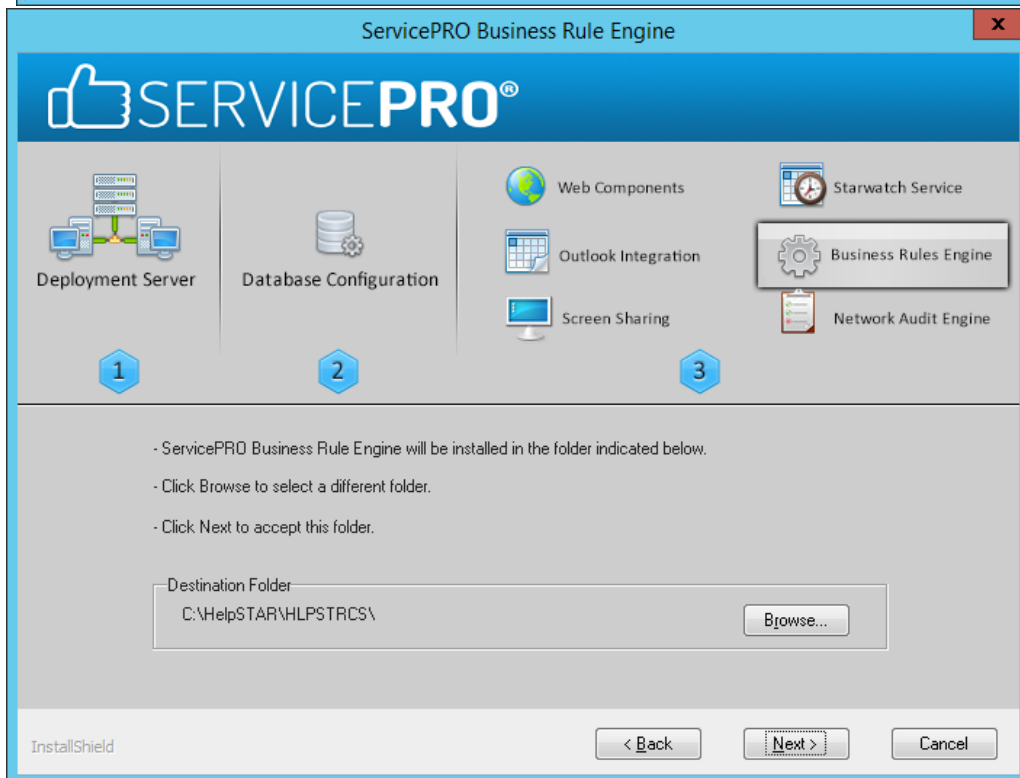 ServicePRO Business Rule Engine
x
SERVICEPRO®
Web Components
Starwatch Service
Outlook Integration
Business Rules Engine
Deployment Server
Database Configuration
Screen Sharing
Network Audit Engine
1
2
3
- ServicePRO Business Rule Engine will be installed in the folder indicated below.
- Click Browse to select a different folder.
- Click Next to accept this folder.
Destination Folder
C:\HelpSTAR\HLPSTRCS\
Browse...
InstallShield
< Back
Next >
Cancel